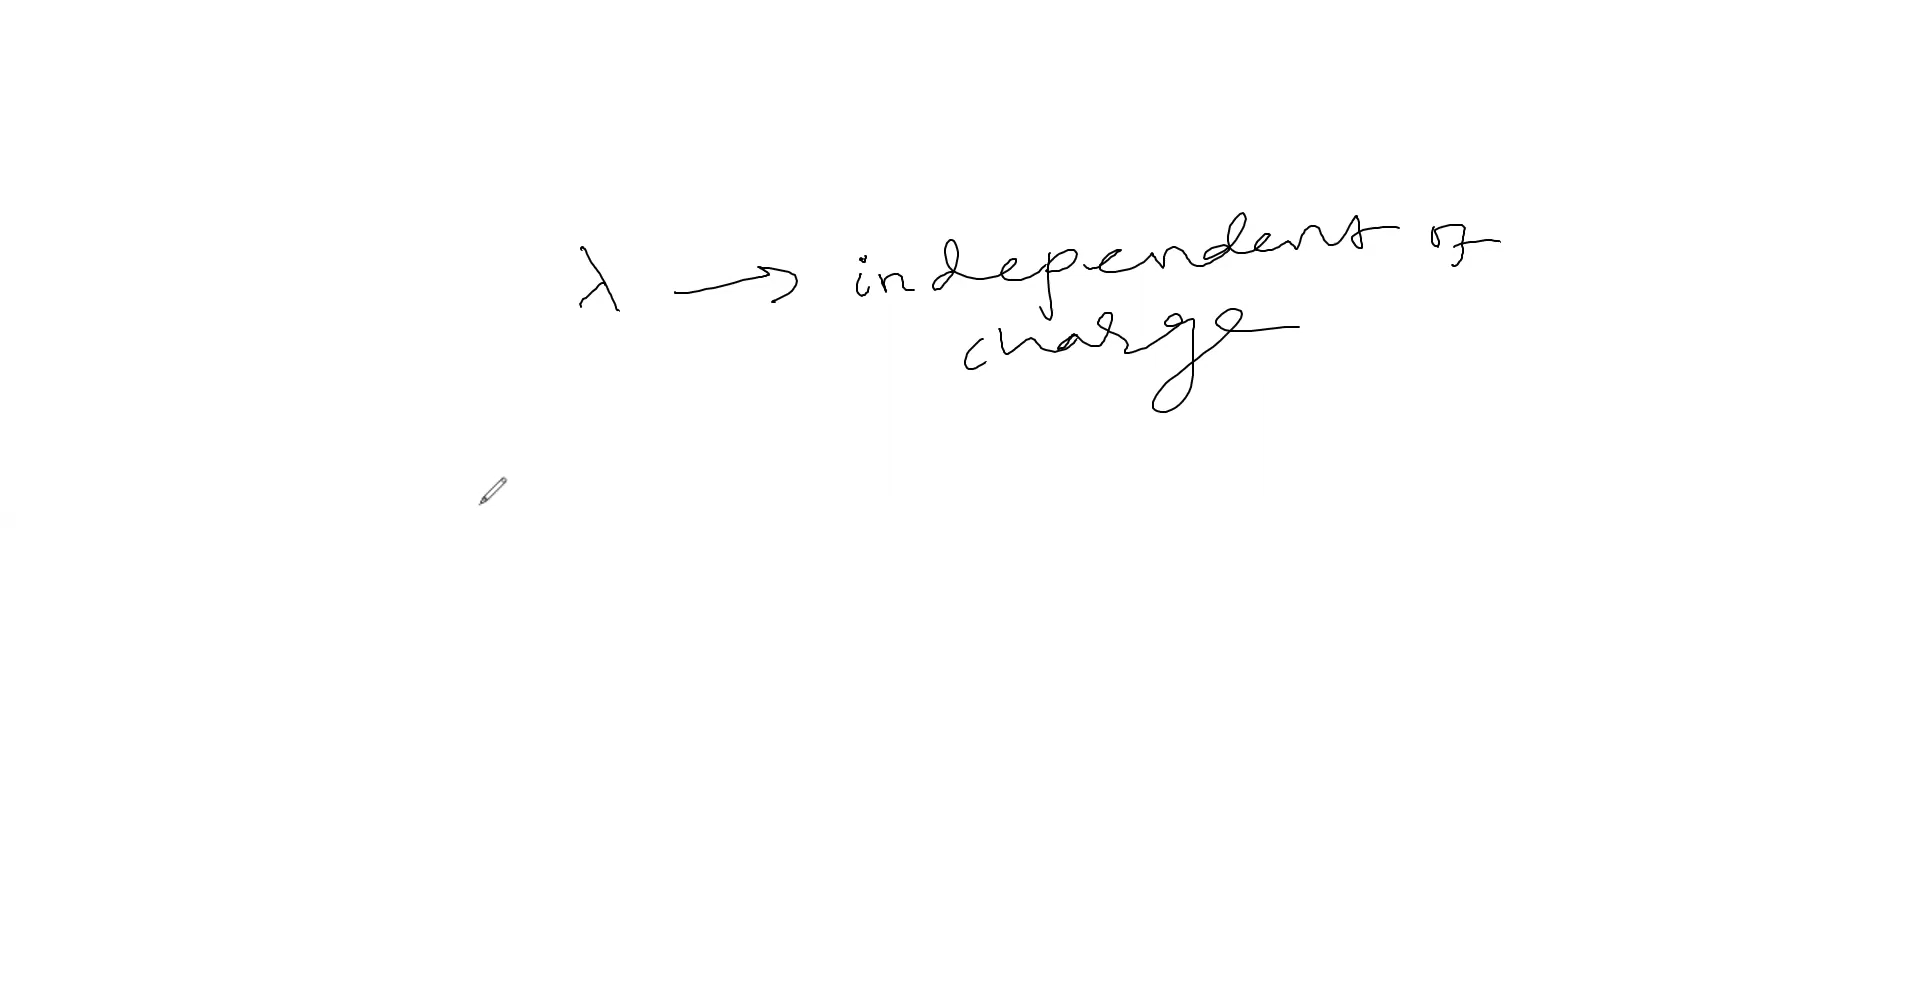 λ → independent of
charge